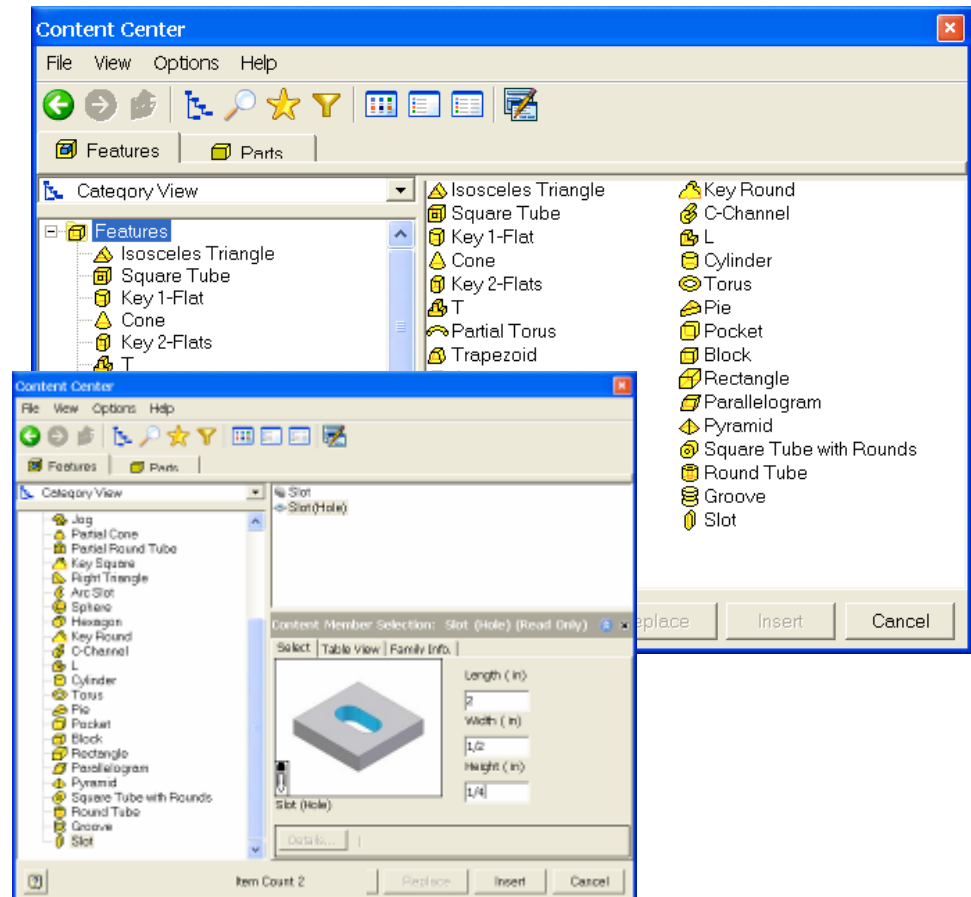 Content Center
File View Options Help
Features Parts
Category View
Features
Isosceles Triangle
Square Tube
Key 1-Flat
Cone
Key 2-Flats
T
Isosceles Triangle
Square Tube
Key 1-Flat
Cone
Key 2-Flats
T
Partial Torus
Trapezoid
Key Round
C-Channel
L
Cylinder
Torus
Pie
Pocket
Block
Rectangle
Parallelogram
Pyramid
Square Tube with Rounds
Round Tube
Groove
Slot
eplace Insert Cancel
Content Center
File View Options Help
Features Parts
Category View
Jog
Partial Cone
Partial Round Tube
Key Square
Right Triangle
Arc Slot
Sphere
Hexagon
Key Round
C-Channel
L
Cylinder
Torus
Pie
Pocket
Block
Rectangle
Parallelogram
Pyramid
Square Tube with Rounds
Round Tube
Groove
Slot
Slot
Slot (Hole)
Content Member Selection: Slot (Hole) (Read Only)
Select Table View Family Info.
Length ( in)
2
Width ( in)
1/2
Height ( in)
1/4
Slot (Hole)
Details...
Item Count 2
Replace Insert Cancel